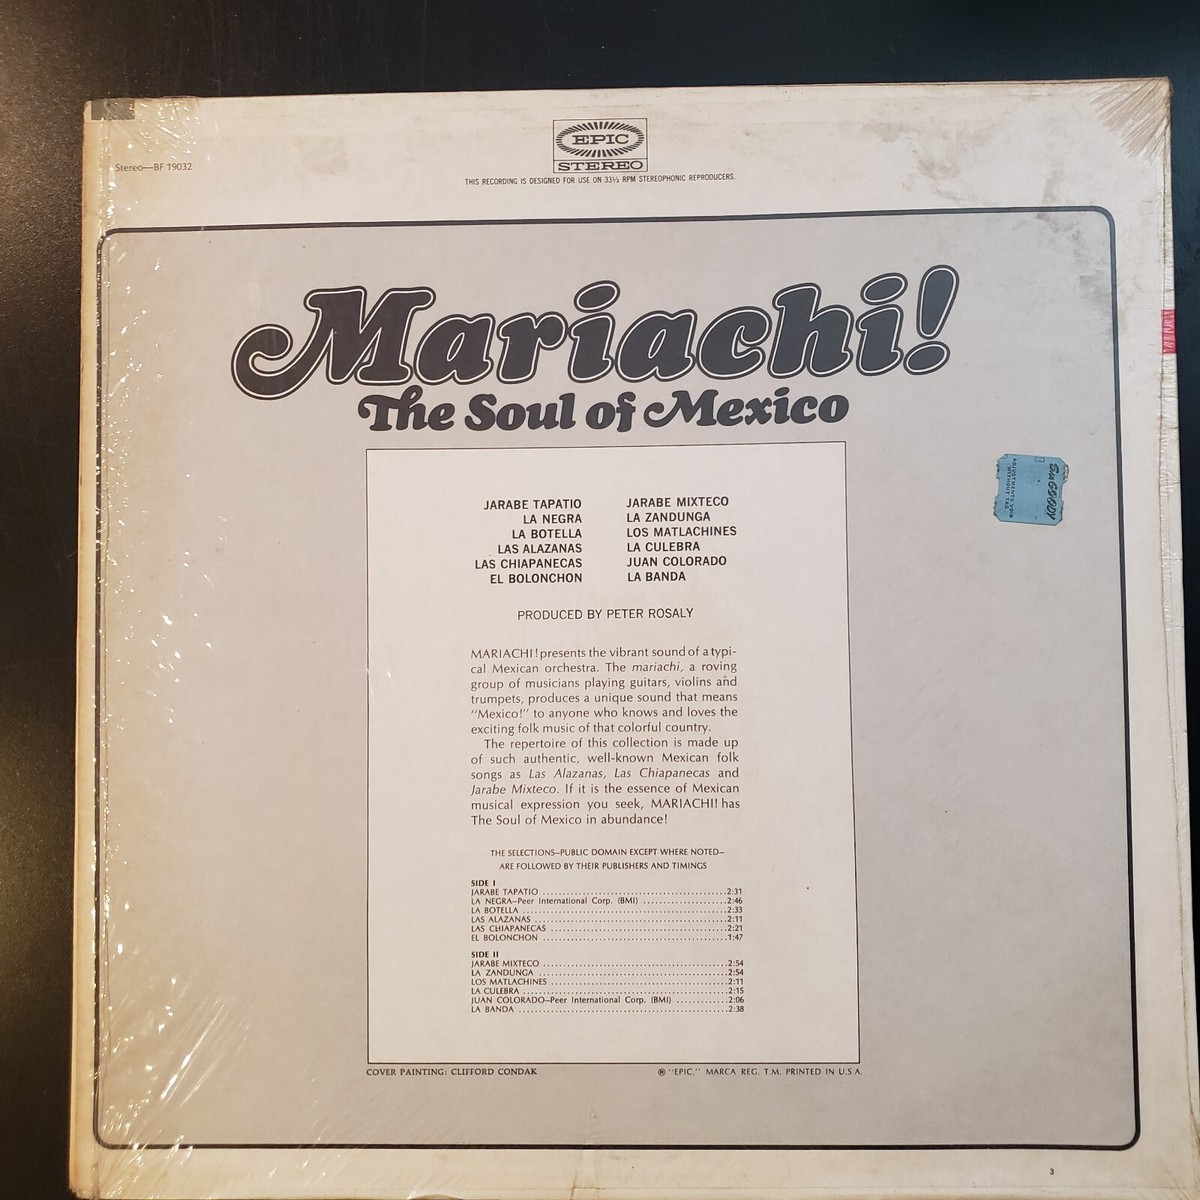 Stereo—BF 19032
EPIC
STEREO
THIS RECORDING IS DESIGNED FOR USE ON 33⅓ RPM STEREOPHONIC REPRODUCERS.
Mariachi!
The Soul of Mexico
JARABE TAPATIO
LA NEGRA
LA BOTELLA
LAS ALAZANAS
LAS CHIAPANECAS
EL BOLONCHON
JARABE MIXTECO
LA ZANDUNGA
LOS MATLACHINES
LA CULEBRA
JUAN COLORADO
LA BANDA
PRODUCED BY PETER ROSALY
MARIACHI! presents the vibrant sound of a typi-
cal Mexican orchestra. The mariachi, a roving
group of musicians playing guitars, violins and
trumpets, produces a unique sound that means
"Mexico!" to anyone who knows and loves the
exciting folk music of that colorful country.
The repertoire of this collection is made up
of such authentic, well-known Mexican folk
songs as Las Alazanas, Las Chiapanecas and
Jarabe Mixteco. If it is the essence of Mexican
musical expression you seek, MARIACHI! has
The Soul of Mexico in abundance!
THE SELECTIONS—PUBLIC DOMAIN EXCEPT WHERE NOTED—
ARE FOLLOWED BY THEIR PUBLISHERS AND TIMINGS
SIDE I
JARABE TAPATIO ........ 2:31
LA NEGRA—Peer International Corp. (BMI) ........ 2:46
LA BOTELLA ........ 2:33
LAS ALAZANAS ........ 2:11
LAS CHIAPANECAS ........ 2:21
EL BOLONCHON ........ 1:47
SIDE II
JARABE MIXTECO ........ 2:54
LA ZANDUNGA ........ 2:54
LOS MATLACHINES ........ 2:11
LA CULEBRA ........ 2:15
JUAN COLORADO—Peer International Corp. (BMI) ........ 2:06
LA BANDA ........ 2:38
COVER PAINTING: CLIFFORD CONDAK
® "EPIC," MARCA REG. T.M. PRINTED IN U.S.A.
3
ADJUSTMENTS VOID
WITHOUT TAG